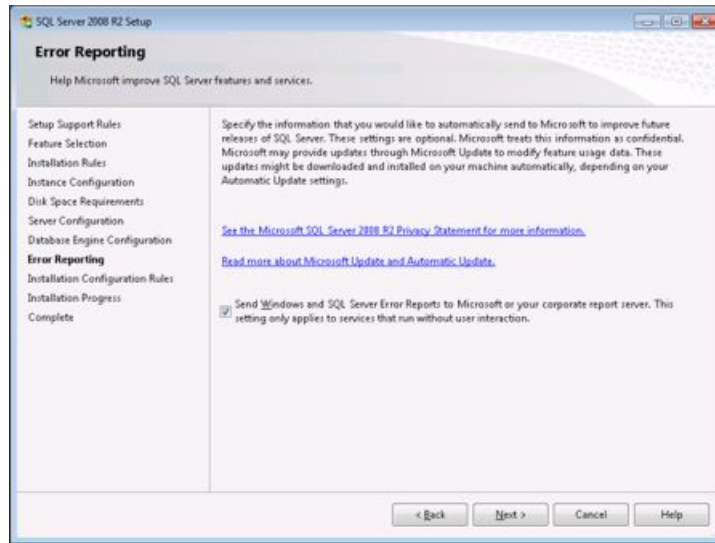 SQL Server 2008 R2 Setup
Error Reporting
Help Microsoft improve SQL Server features and services.
Setup Support Rules
Feature Selection
Installation Rules
Instance Configuration
Disk Space Requirements
Server Configuration
Database Engine Configuration
Error Reporting
Installation Configuration Rules
Installation Progress
Complete
Specify the information that you would like to automatically send to Microsoft to improve future
releases of SQL Server. These settings are optional. Microsoft treats this information as confidential.
Microsoft may provide updates through Microsoft Update to modify feature usage data. These
updates might be downloaded and installed on your machine automatically, depending on your
Automatic Update settings.
See the Microsoft SQL Server 2008 R2 Privacy Statement for more information.
Read more about Microsoft Update and Automatic Update.
Send Windows and SQL Server Error Reports to Microsoft or your corporate report server. This
setting only applies to services that run without user interaction.
< Back
Next >
Cancel
Help